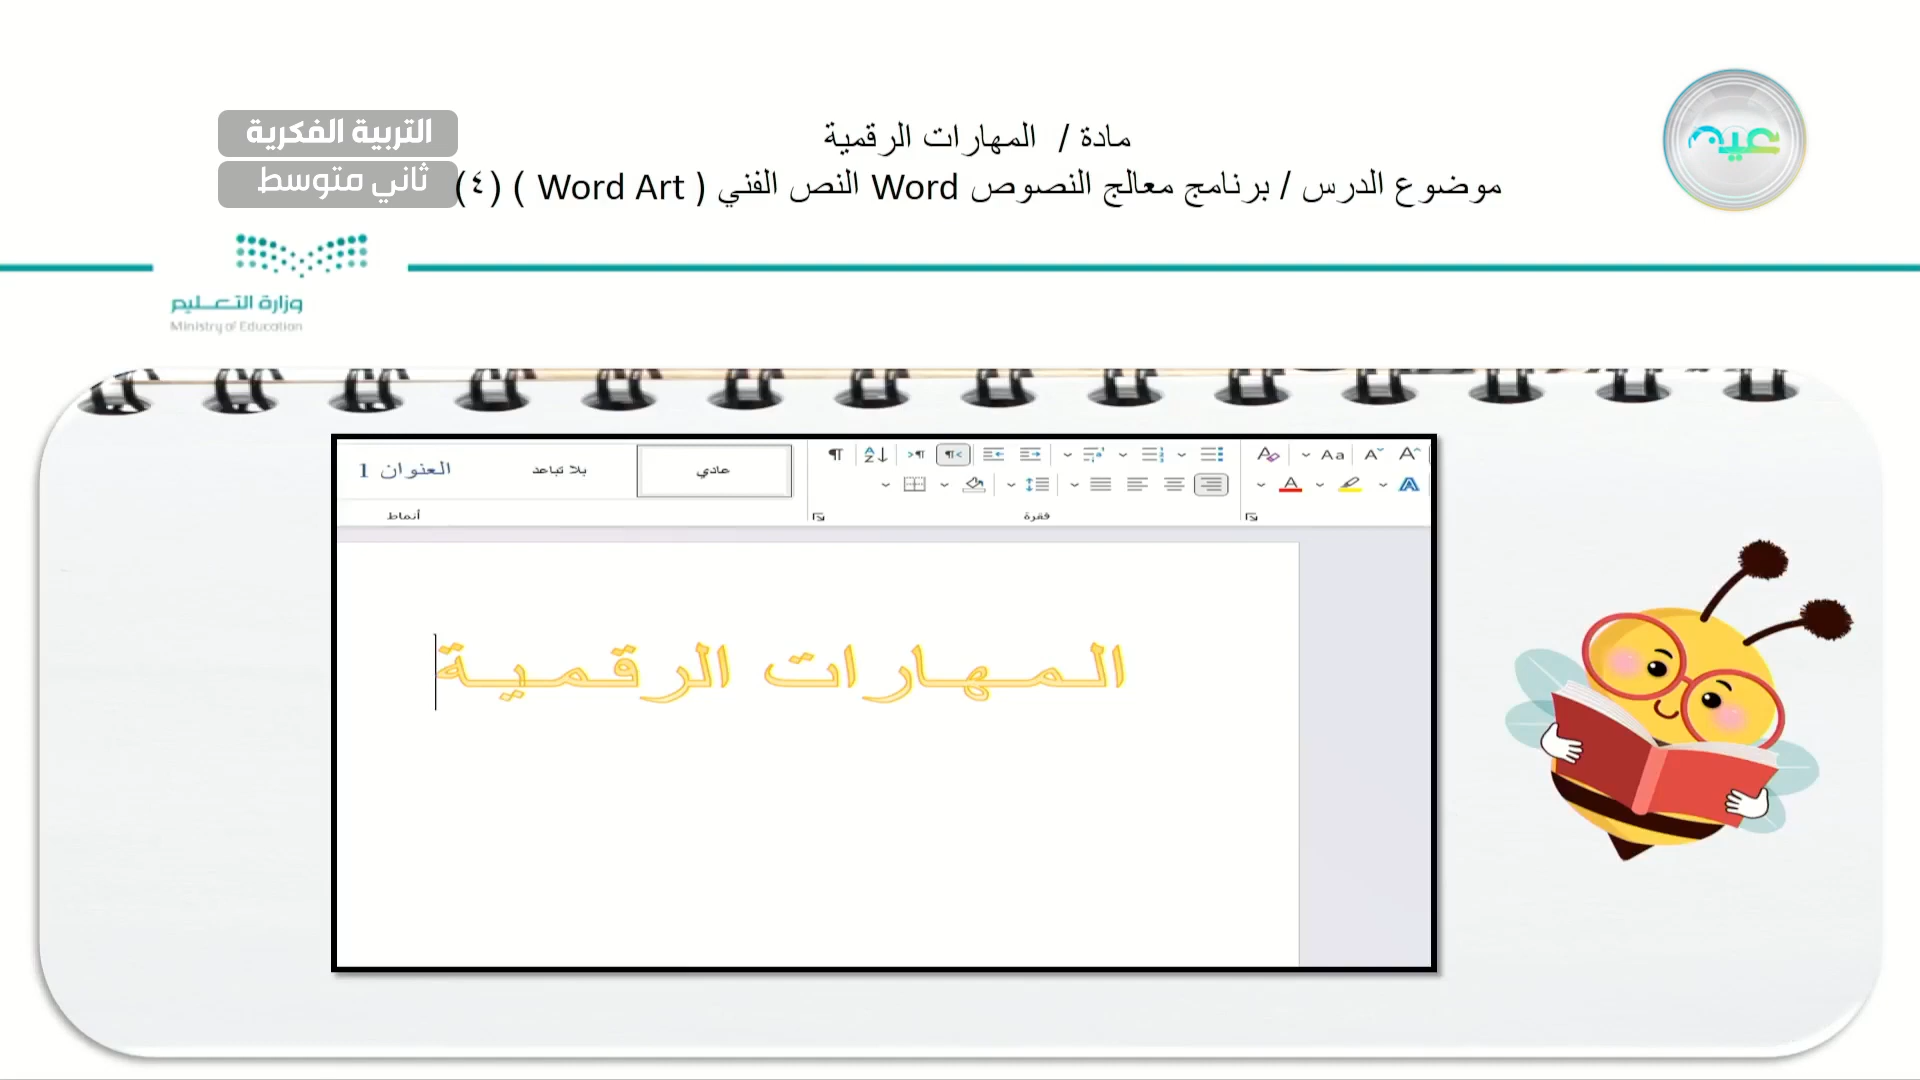 التربية الفكرية
ثاني متوسط
عين
مادة / المهارات الرقمية
موضوع الدرس / برنامج معالج النصوص Word النص الفني ( Word Art ) (٤)
وزارة التعليم
Ministry of Education
عادي
بلا تباعد
العنوان 1
فقرة
أنماط
المهارات الرقمية